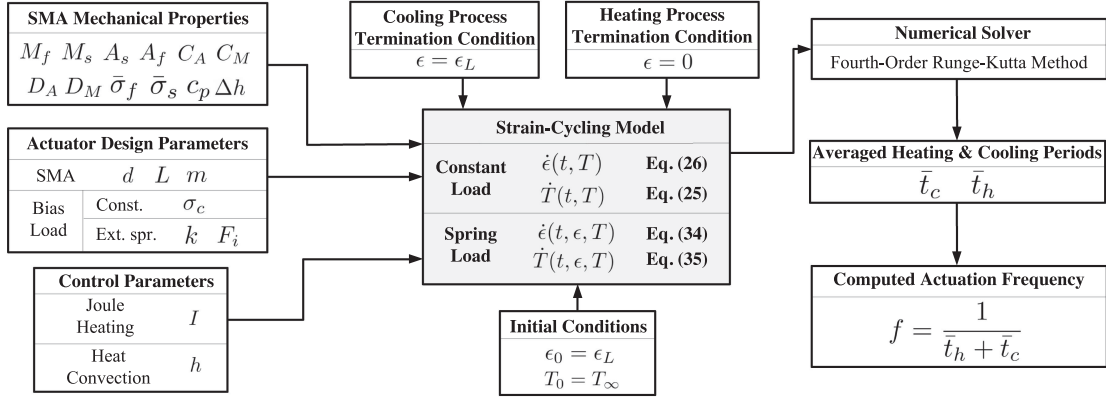 SMA Mechanical Properties
M_f M_s A_s A_f C_A C_M
D_A D_M σ̄_f σ̄_s c_p Δh
Actuator Design Parameters
SMA d L m
Bias
Load
Const. σ_c
Ext. spr. k F_i
Control Parameters
Joule
Heating I
Heat
Convection h
Cooling Process
Termination Condition
ϵ = ϵ_L
Heating Process
Termination Condition
ϵ = 0
Strain-Cycling Model
Constant
Load
ϵ̇(t, T) Eq. (26)
Ṫ(t, T) Eq. (25)
Spring
Load
ϵ̇(t, ϵ, T) Eq. (34)
Ṫ(t, ϵ, T) Eq. (35)
Initial Conditions
ϵ_0 = ϵ_L
T_0 = T_∞
Numerical Solver
Fourth-Order Runge-Kutta Method
Averaged Heating & Cooling Periods
t̄_c t̄_h
Computed Actuation Frequency
f = 1 / (t̄_h + t̄_c)